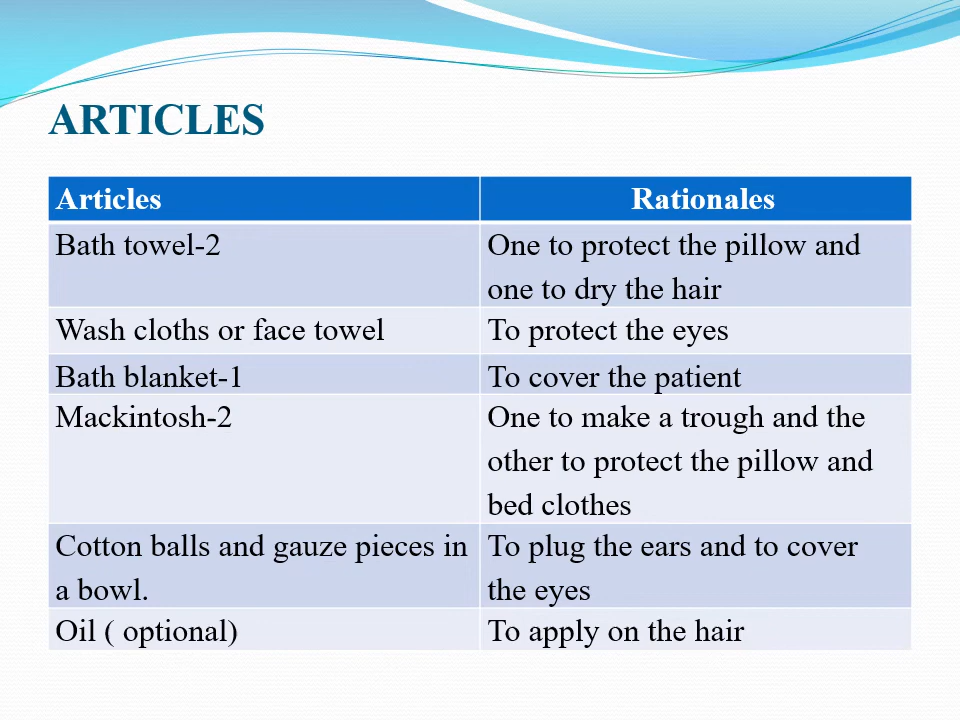 ARTICLES
Articles
Rationales
Bath towel-2
One to protect the pillow and
one to dry the hair
Wash cloths or face towel
To protect the eyes
Bath blanket-1
To cover the patient
Mackintosh-2
One to make a trough and the
other to protect the pillow and
bed clothes
Cotton balls and gauze pieces in
a bowl.
To plug the ears and to cover
the eyes
Oil ( optional)
To apply on the hair